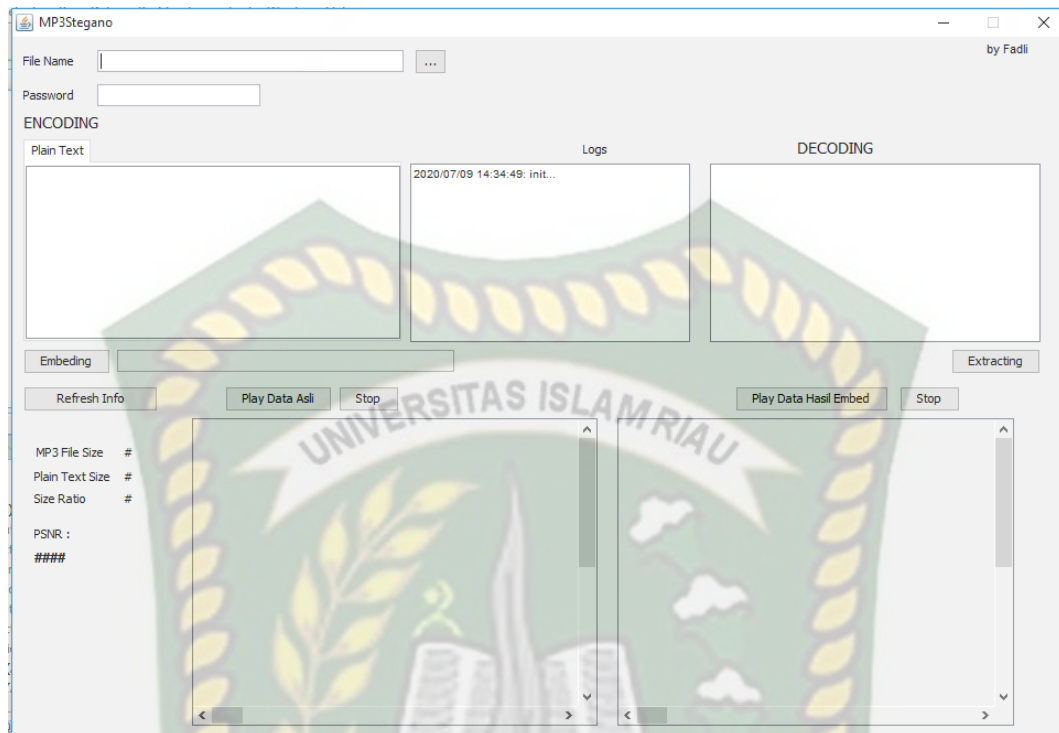 MP3Stegano
by Fadli
File Name
...
Password
ENCODING
Plain Text
Logs
DECODING
2020/07/09 14:34:49: init...
Embeding
Extracting
Refresh Info
Play Data Asli
Stop
Play Data Hasil Embed
Stop
UNIVERSITAS ISLAM RIAU
MP3 File Size #
Plain Text Size #
Size Ratio #
PSNR :
####